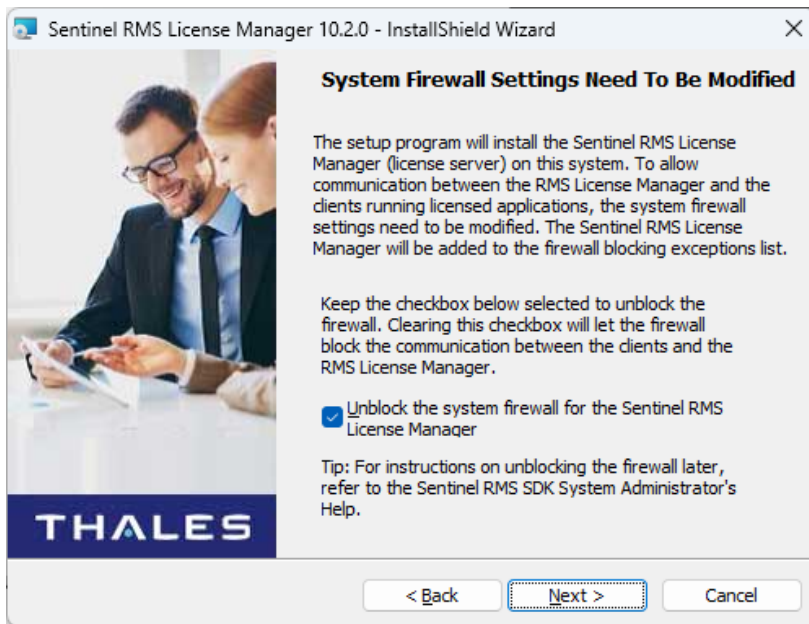 Sentinel RMS License Manager 10.2.0 - InstallShield Wizard
System Firewall Settings Need To Be Modified
The setup program will install the Sentinel RMS License
Manager (license server) on this system. To allow
communication between the RMS License Manager and the
clients running licensed applications, the system firewall
settings need to be modified. The Sentinel RMS License
Manager will be added to the firewall blocking exceptions list.
Keep the checkbox below selected to unblock the
firewall. Clearing this checkbox will let the firewall
block the communication between the clients and the
RMS License Manager.
Unblock the system firewall for the Sentinel RMS
License Manager
Tip: For instructions on unblocking the firewall later,
refer to the Sentinel RMS SDK System Administrator's
Help.
THALES
< Back
Next >
Cancel